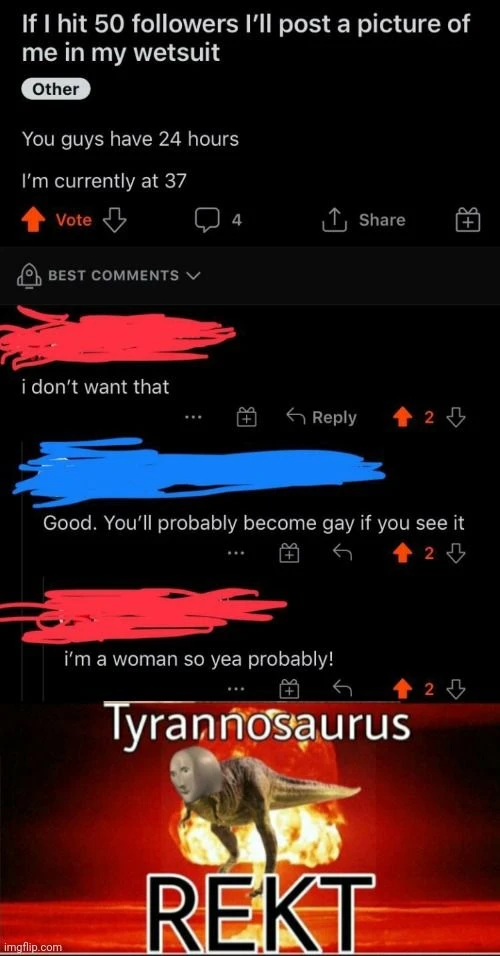 If I hit 50 followers I'll post a picture of
me in my wetsuit
Other
You guys have 24 hours
I'm currently at 37
Vote 4 Share
BEST COMMENTS
i don't want that
... Reply 2
Good. You'll probably become gay if you see it
... 2
i'm a woman so yea probably!
... 2
Tyrannosaurus
REKT
imgflip.com